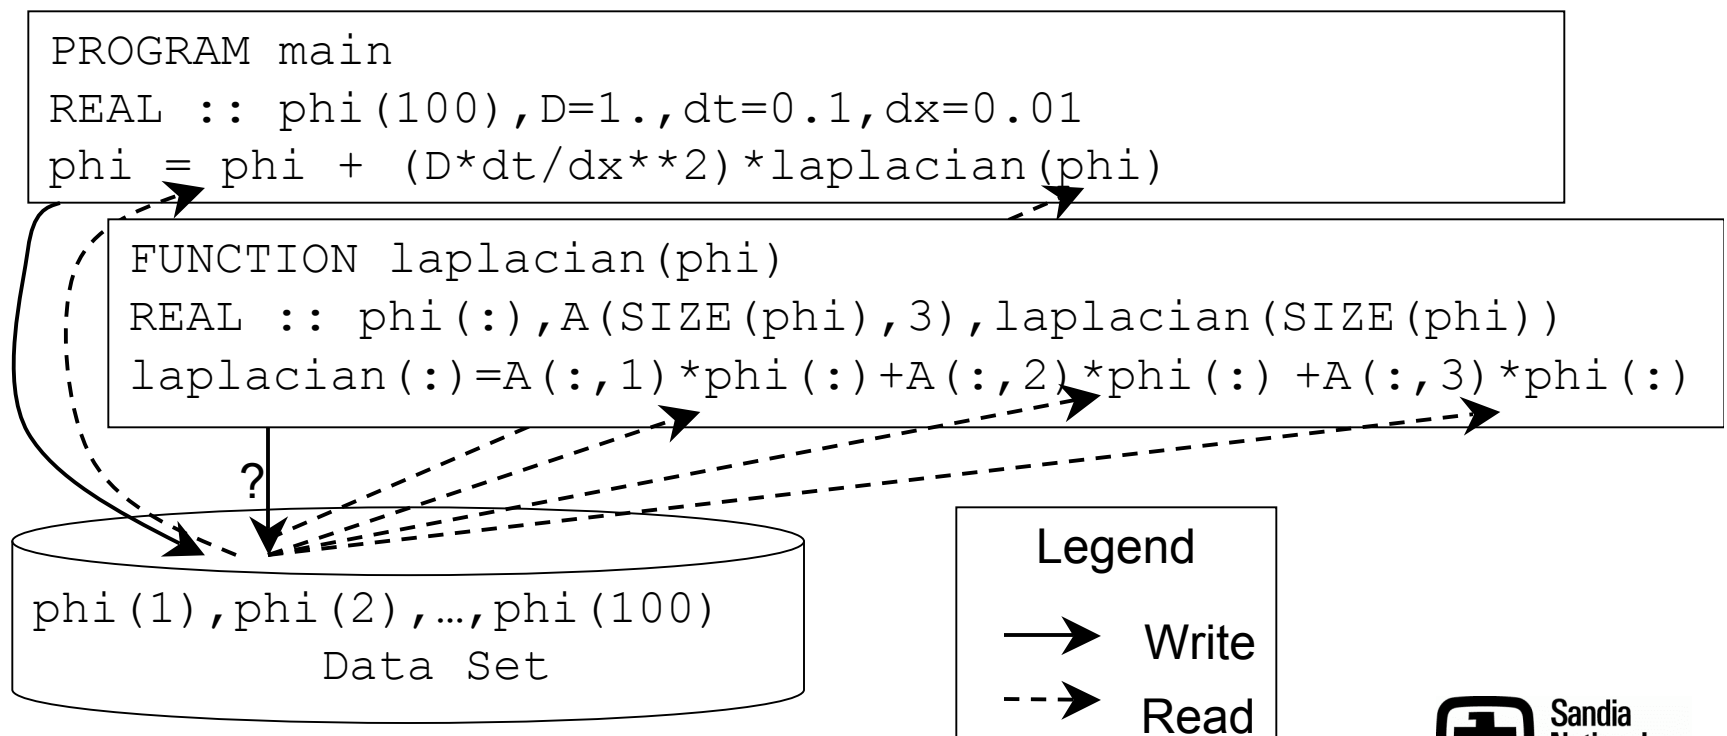 PROGRAM main
REAL :: phi(100),D=1.,dt=0.1,dx=0.01
phi = phi + (D*dt/dx**2)*laplacian(phi)
FUNCTION laplacian(phi)
REAL :: phi(:),A(SIZE(phi),3),laplacian(SIZE(phi))
laplacian(:)=A(:,1)*phi(:)+A(:,2)*phi(:) +A(:,3)*phi(:)
?
phi(1),phi(2),…,phi(100)
Data Set
Legend
Write
Read
Sandia